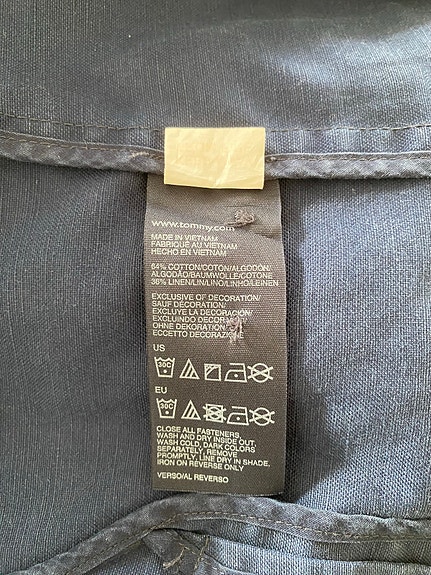 www.tommy.com
MADE IN VIETNAM
FABRIQUÉ AU VIETNAM
HECHO EN VIETNAM
64% COTTON/COTON/ALGODÓN/
ALGODÃO/BAUMWOLLE/COTONE
36% LINEN/LIN/LINO/LINHO/LEINEN
EXCLUSIVE OF DECORATION/
SAUF DÉCORATION/
EXCLUYE LA DECORACIÓN/
EXCLUINDO DECORA
OHNE DEKORATION/
ECCETTO DECORAZIONE
US
30C
EU
30C
CLOSE ALL FASTENERS,
WASH AND DRY INSIDE OUT,
WASH COLD, DARK COLORS
SEPARATELY, REMOVE
PROMPTLY, LINE DRY IN SHADE,
IRON ON REVERSE ONLY
VERSO/AL REVERSO